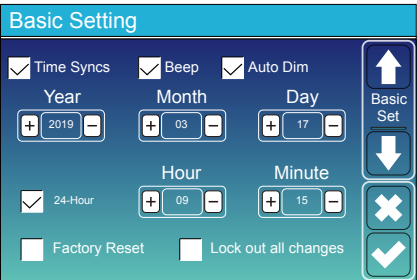 Basic Setting
Time Syncs Beep Auto Dim
Year Month Day
+ 2019 − + 03 − + 17 −
Basic
Set
Hour Minute
24-Hour + 09 − + 15 −
Factory Reset Lock out all changes